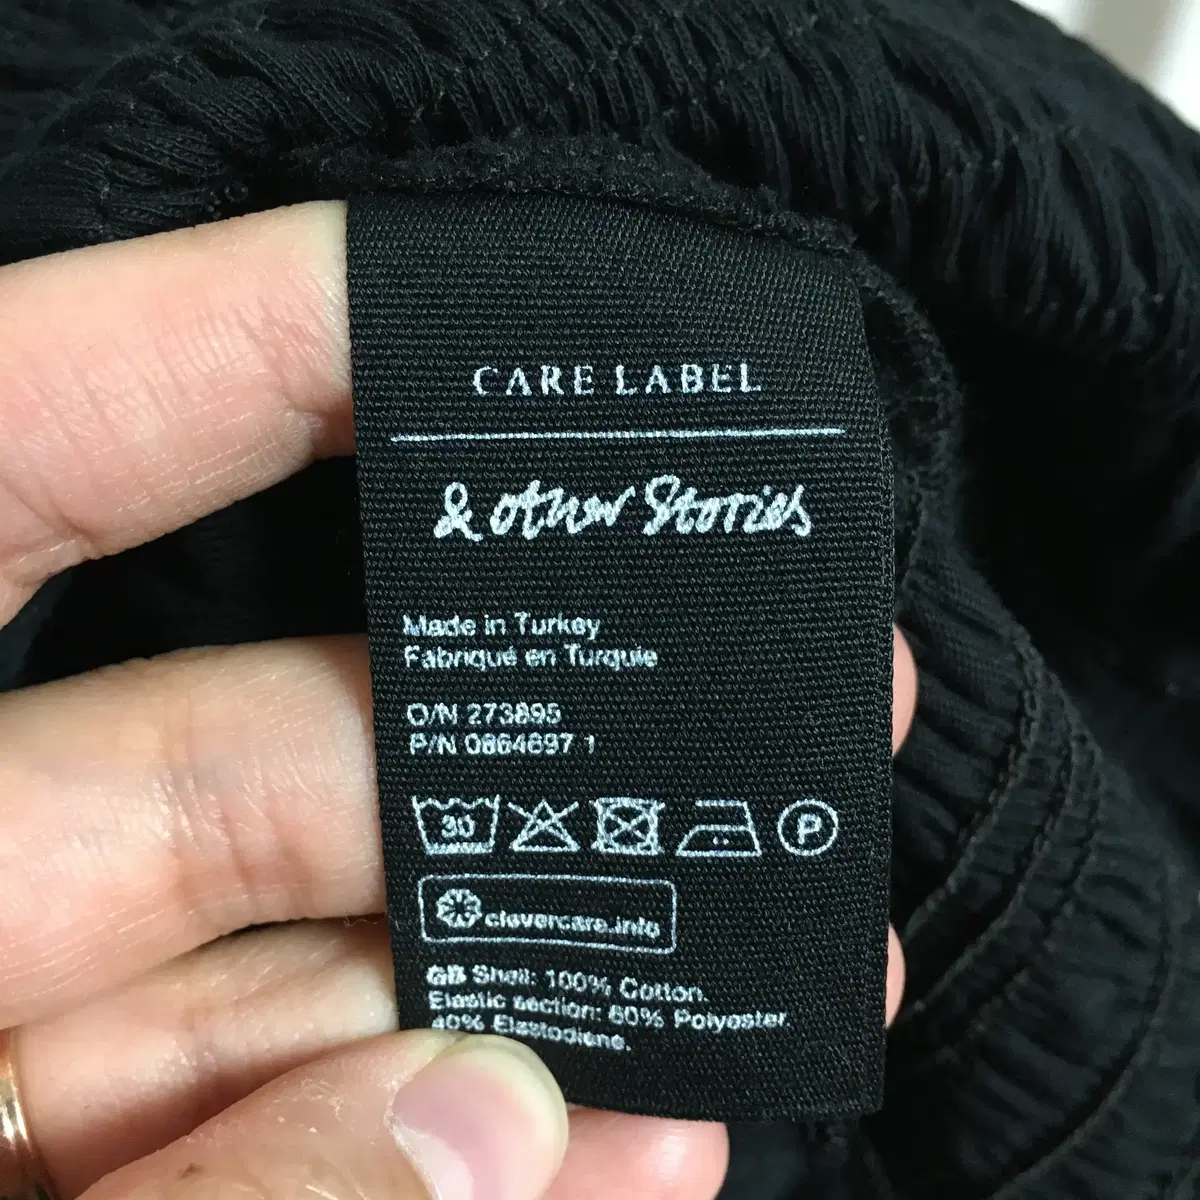 CARE LABEL
& other Stories
Made in Turkey
Fabriqué en Turquie
O/N 273895
P/N 0864697 1
30
P
clevercare.info
GB Shell: 100% Cotton.
Elastic section: 60% Polyester.
40% Elastodiene.